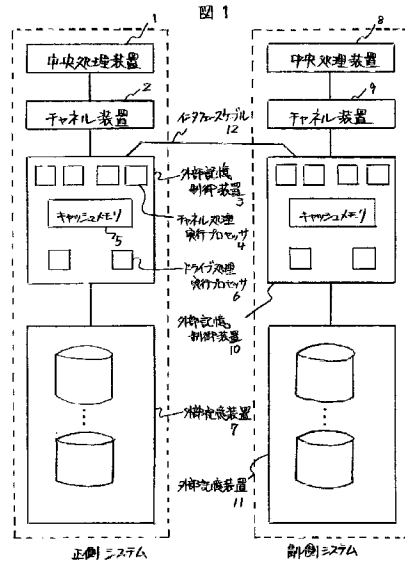 図1
1
中央処理装置
2
チャネル装置
インタフェースケーブル
12
外部記憶
制御装置
3
チャネル処理
実行プロセッサ
4
キャッシュメモリ
5
ドライブ処理
実行プロセッサ
6
外部記憶装置
7
正側システム
8
中央処理装置
9
チャネル装置
キャッシュメモリ
外部記憶
制御装置
10
外部記憶装置
11
副側システム